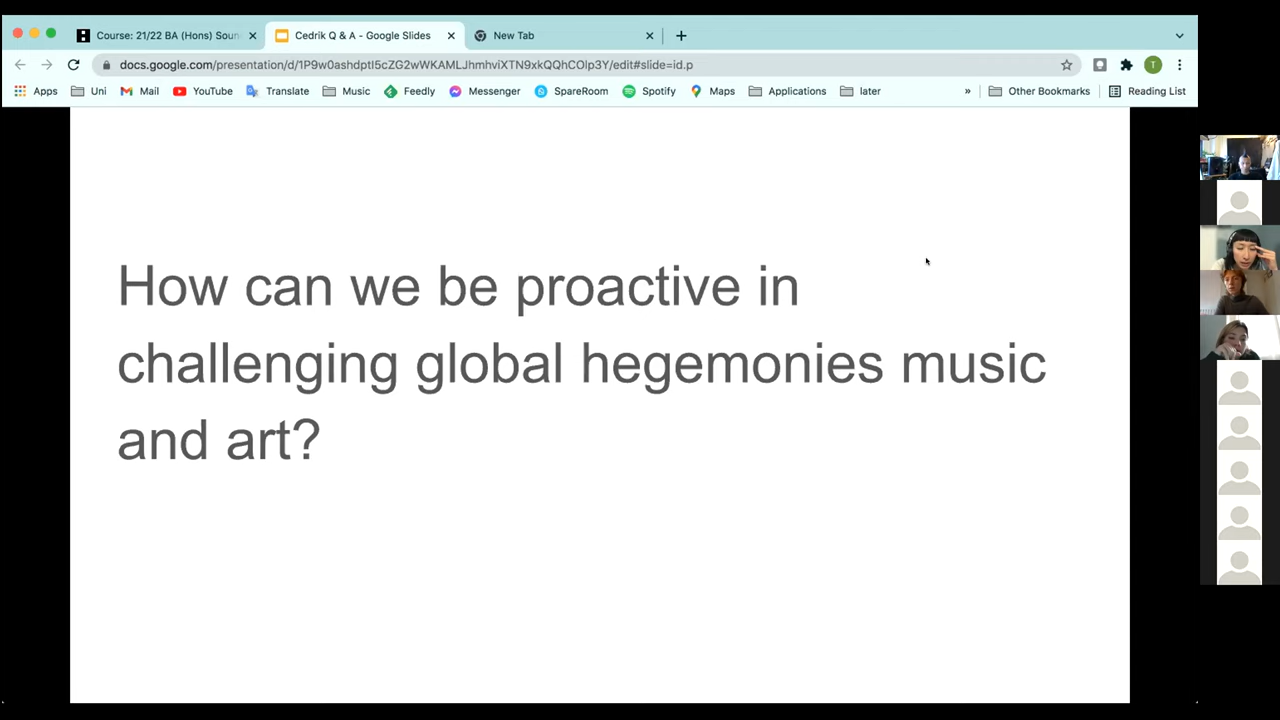 Course: 21/22 BA (Hons) Soun
Cedrik Q & A - Google Slides
New Tab
docs.google.com/presentation/d/1P9w0ashdptI5cZG2wWKAMLJhmhviXTN9xkQQhCOlp3Y/edit#slide=id.p
T
Apps Uni Mail YouTube Translate Music Feedly Messenger SpareRoom Spotify Maps Applications later » Other Bookmarks Reading List
How can we be proactive in
challenging global hegemonies music
and art?